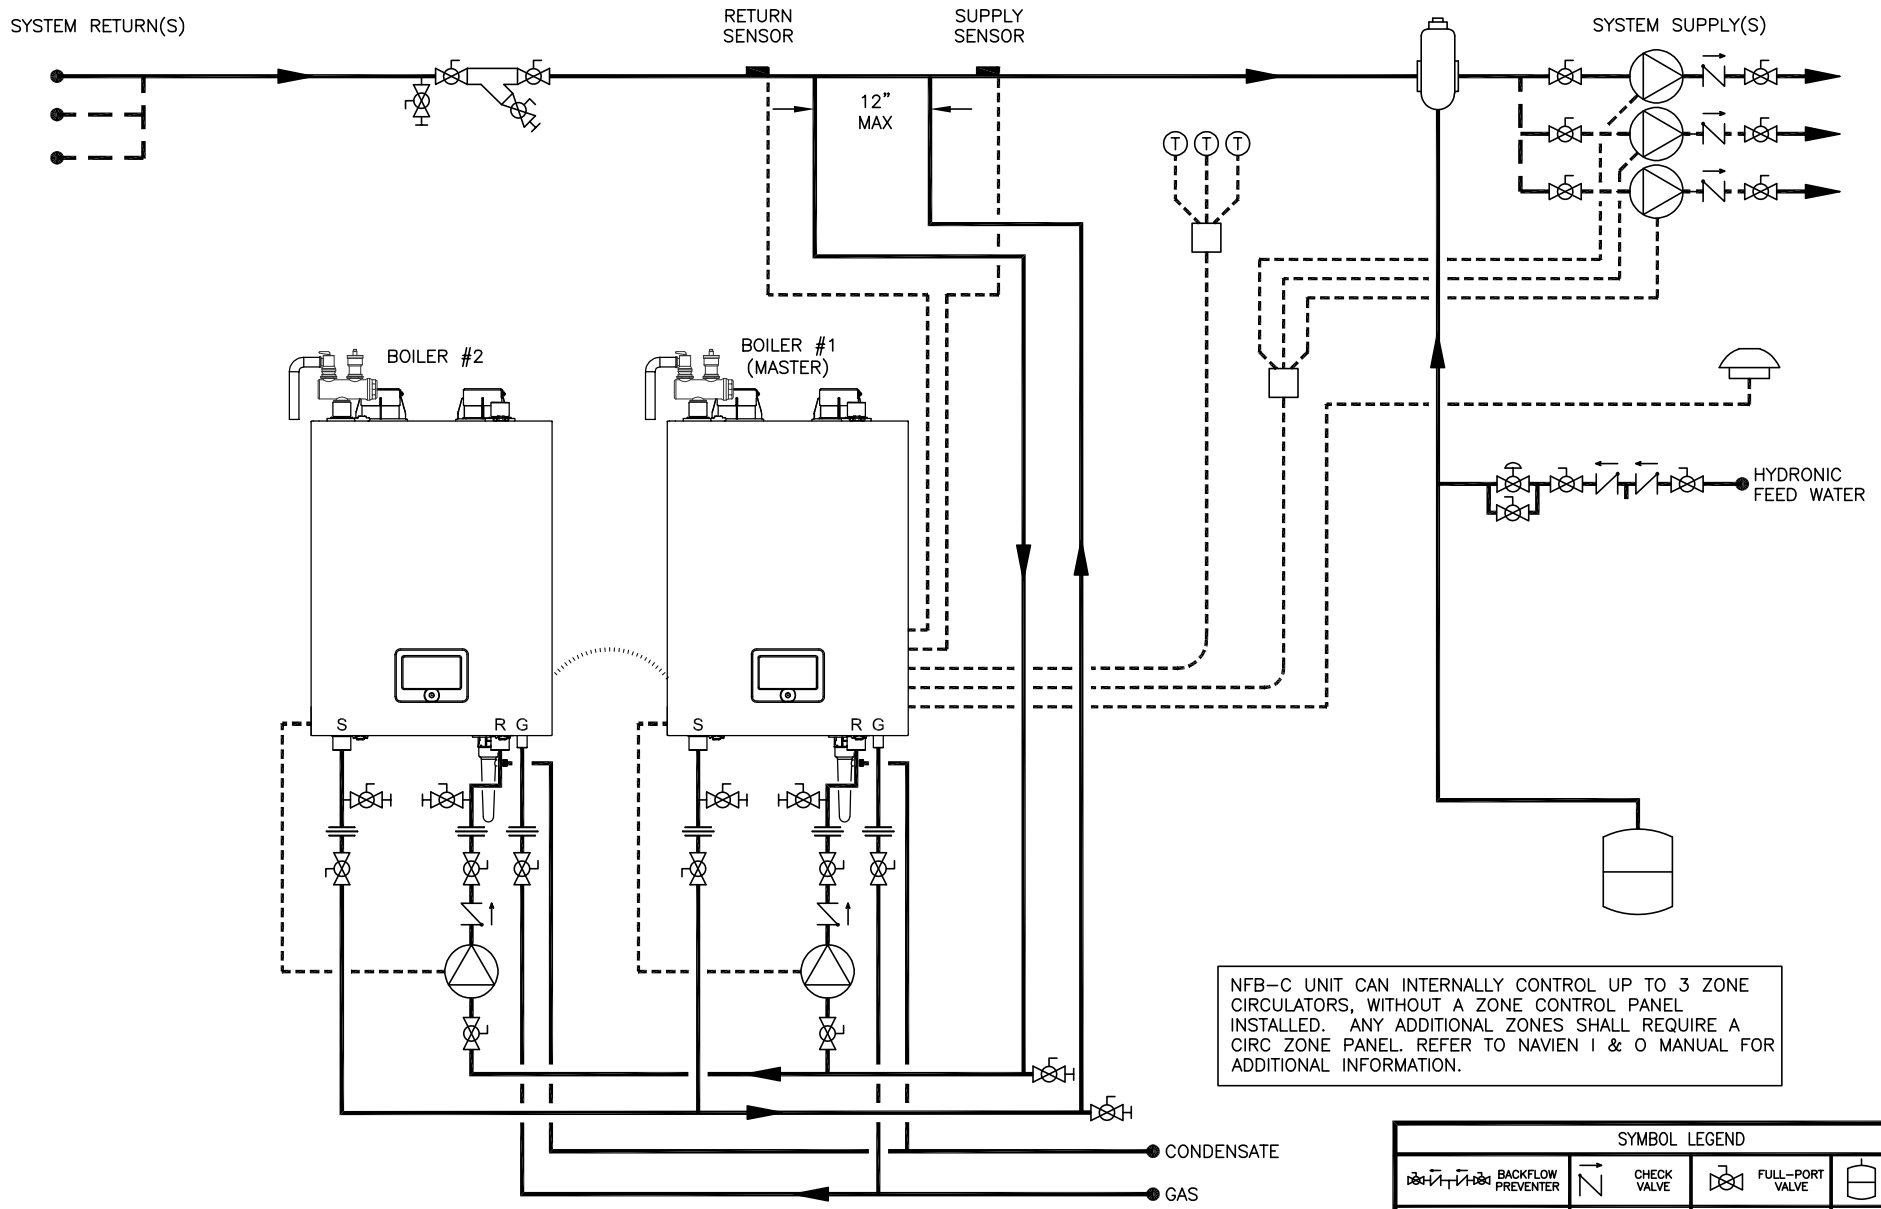 SYSTEM RETURN(S)
RETURN
SENSOR
SUPPLY
SENSOR
SYSTEM SUPPLY(S)
12”
MAX
T T T
BOILER #2
BOILER #1
(MASTER)
HYDRONIC
FEED WATER
S R G
S R G
NFB-C UNIT CAN INTERNALLY CONTROL UP TO 3 ZONE
CIRCULATORS, WITHOUT A ZONE CONTROL PANEL
INSTALLED. ANY ADDITIONAL ZONES SHALL REQUIRE A
CIRC ZONE PANEL. REFER TO NAVIEN I & O MANUAL FOR
ADDITIONAL INFORMATION.
CONDENSATE
GAS
SYMBOL LEGEND
BACKFLOW
PREVENTER
CHECK
VALVE
FULL-PORT
VALVE